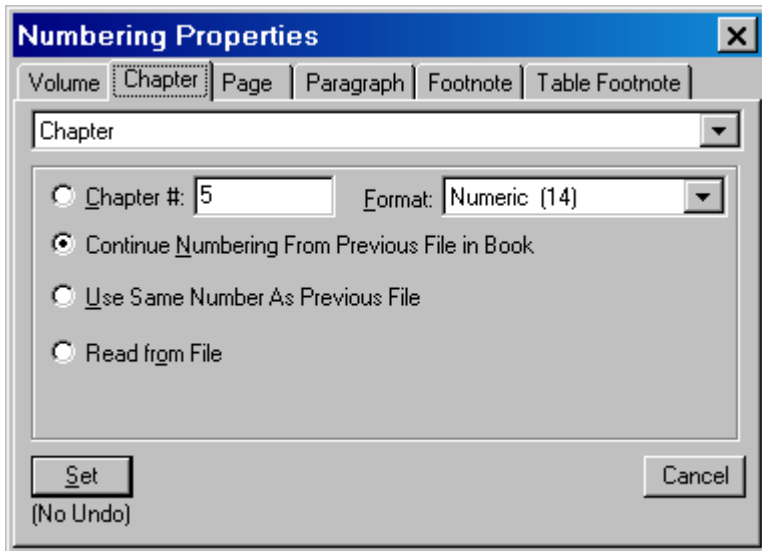 Numbering Properties
Volume Chapter Page Paragraph Footnote Table Footnote
Chapter
Chapter #: 5 Format: Numeric (14)
Continue Numbering From Previous File in Book
Use Same Number As Previous File
Read from File
Set Cancel
(No Undo)